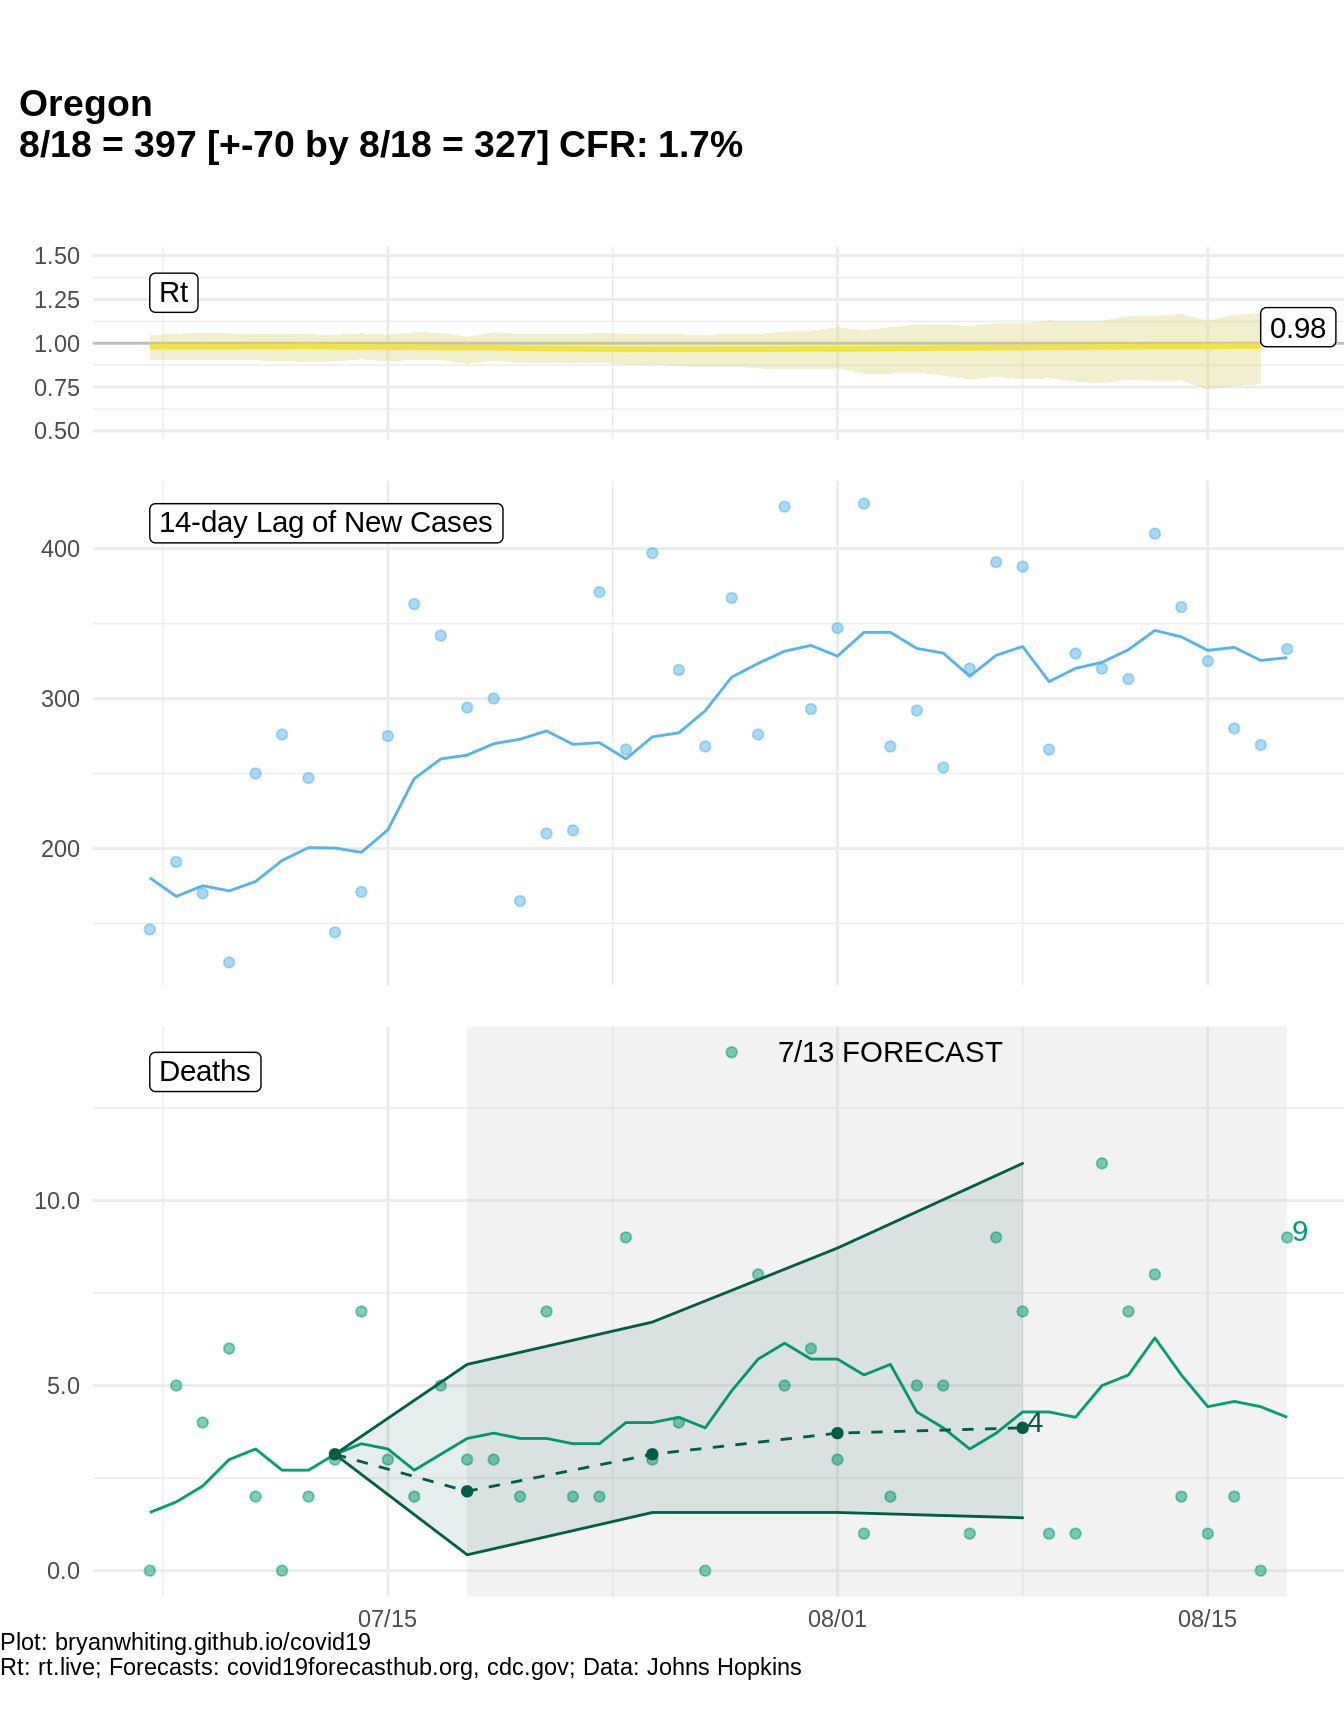 Oregon
8/18 = 397 [+-70 by 8/18 = 327] CFR: 1.7%
1.50
Rt
1.25
0.98
1.00
0.75
0.50
14-day Lag of New Cases
400
300
200
7/13 FORECAST
Deaths
10.0
9
5.0
4
0.0
07/15 08/01 08/15
Plot: bryanwhiting.github.io/covid19
Rt: rt.live; Forecasts: covid19forecasthub.org, cdc.gov; Data: Johns Hopkins